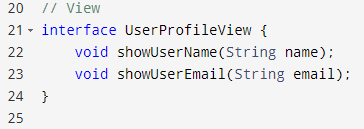 20 // View
21 interface UserProfileView {
22     void showUserName(String name);
23     void showUserEmail(String email);
24 }
25